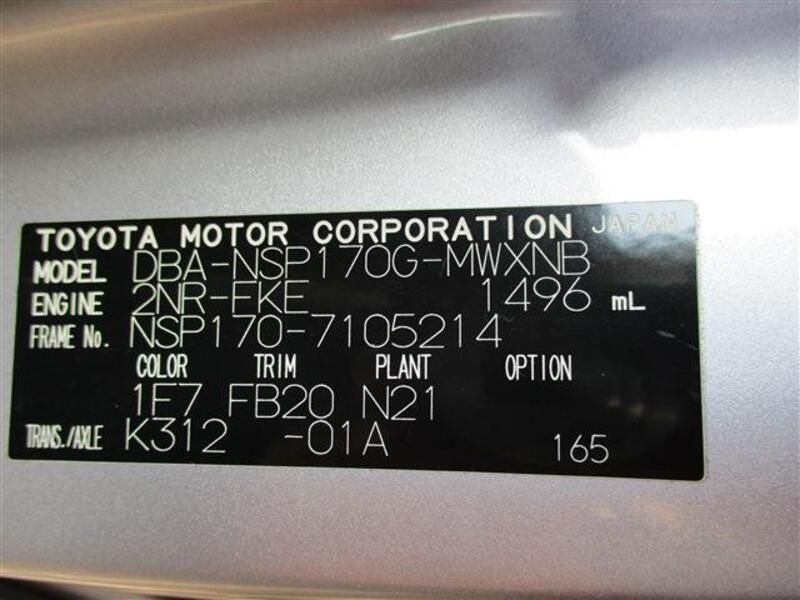 TOYOTA MOTOR CORPORATION JAPAN
MODEL DBA-NSP170G-MWXNB
ENGINE 2NR-FKE 1496 mL
FRAME No. NSP170-7105214
COLOR TRIM PLANT OPTION
1F7 FB20 N21
TRANS./AXLE K312 -01A 165